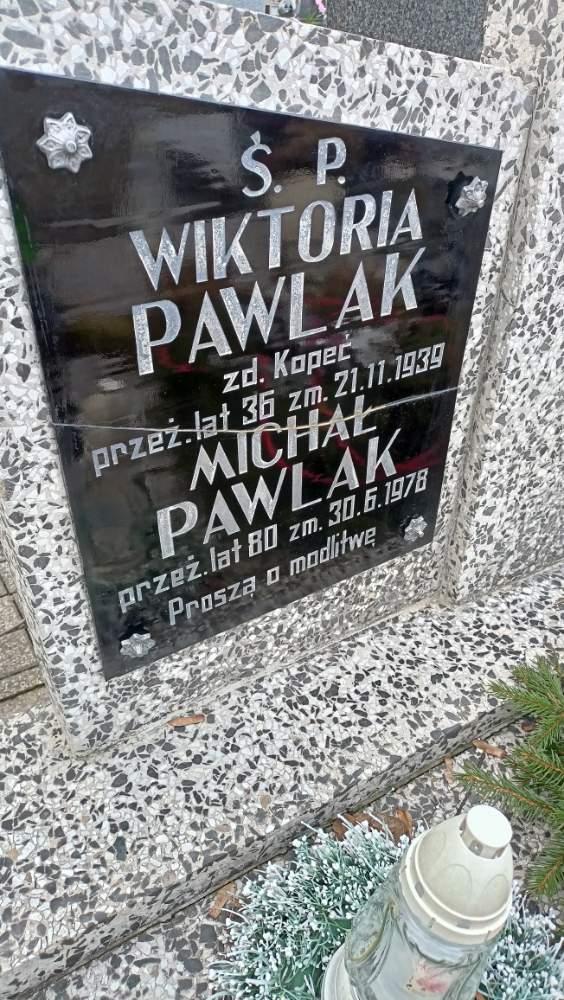 Ś. P.
WIKTORIA
PAWLAK
zd. Kopeć
przeż. lat 36 zm. 21.11.1939
MICHAŁ
PAWLAK
przeż. lat 80 zm. 30.6.1978
Proszą o modlitwę